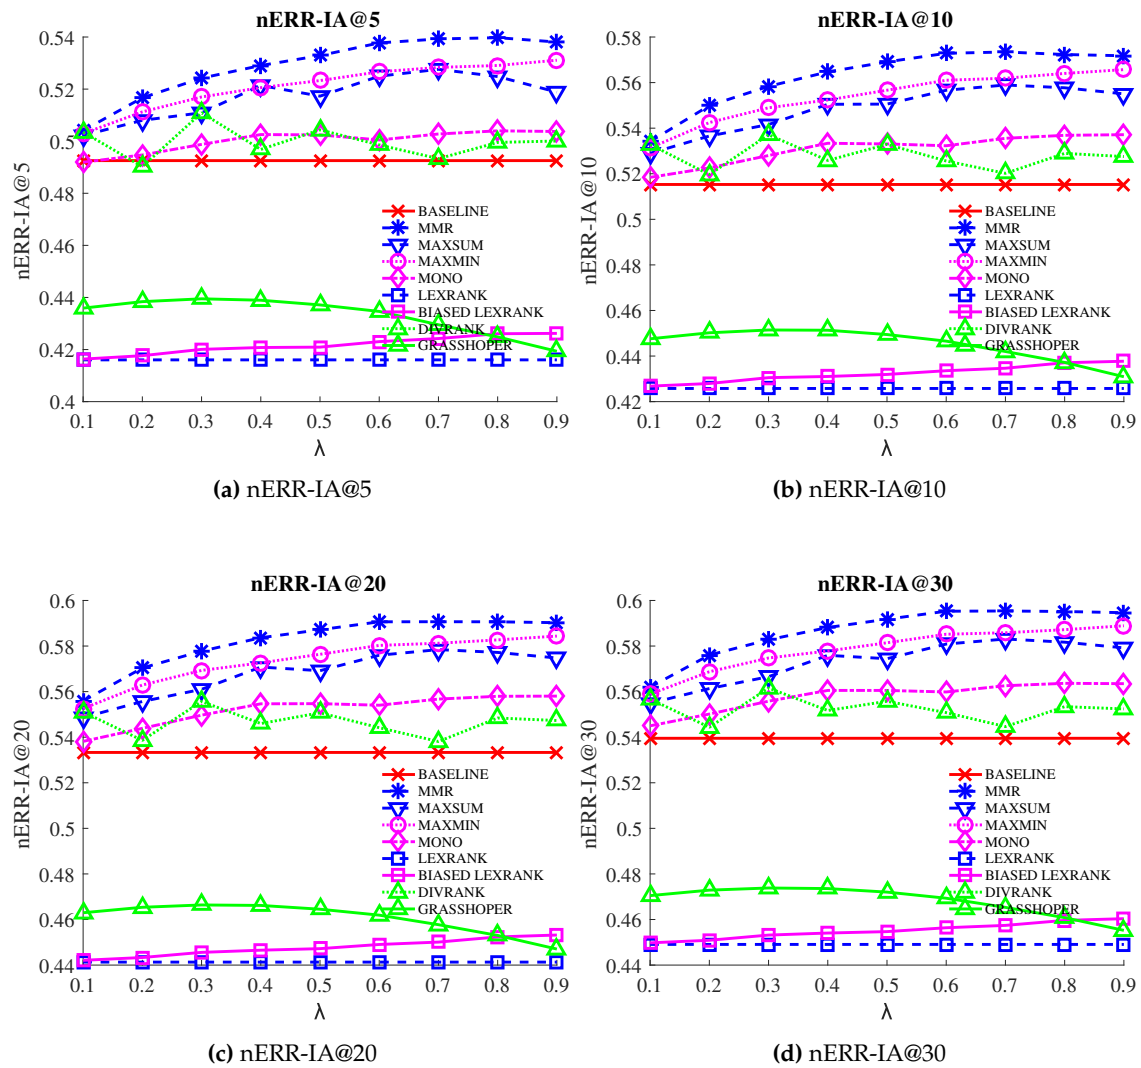 nERR-IA@5
nERR-IA@5
0.54
0.52
0.5
0.48
0.46
0.44
0.42
0.4
BASELINE
MMR
MAXSUM
MAXMIN
MONO
LEXRANK
BIASED LEXRANK
DIVRANK
GRASSHOPER
0.1 0.2 0.3 0.4 0.5 0.6 0.7 0.8 0.9
λ
(a) nERR-IA@5
nERR-IA@10
nERR-IA@10
0.58
0.56
0.54
0.52
0.5
0.48
0.46
0.44
0.42
BASELINE
MMR
MAXSUM
MAXMIN
MONO
LEXRANK
BIASED LEXRANK
DIVRANK
GRASSHOPER
0.1 0.2 0.3 0.4 0.5 0.6 0.7 0.8 0.9
λ
(b) nERR-IA@10
nERR-IA@20
nERR-IA@20
0.6
0.58
0.56
0.54
0.52
0.5
0.48
0.46
0.44
BASELINE
MMR
MAXSUM
MAXMIN
MONO
LEXRANK
BIASED LEXRANK
DIVRANK
GRASSHOPER
0.1 0.2 0.3 0.4 0.5 0.6 0.7 0.8 0.9
λ
(c) nERR-IA@20
nERR-IA@30
nERR-IA@30
0.6
0.58
0.56
0.54
0.52
0.5
0.48
0.46
0.44
BASELINE
MMR
MAXSUM
MAXMIN
MONO
LEXRANK
BIASED LEXRANK
DIVRANK
GRASSHOPER
0.1 0.2 0.3 0.4 0.5 0.6 0.7 0.8 0.9
λ
(d) nERR-IA@30